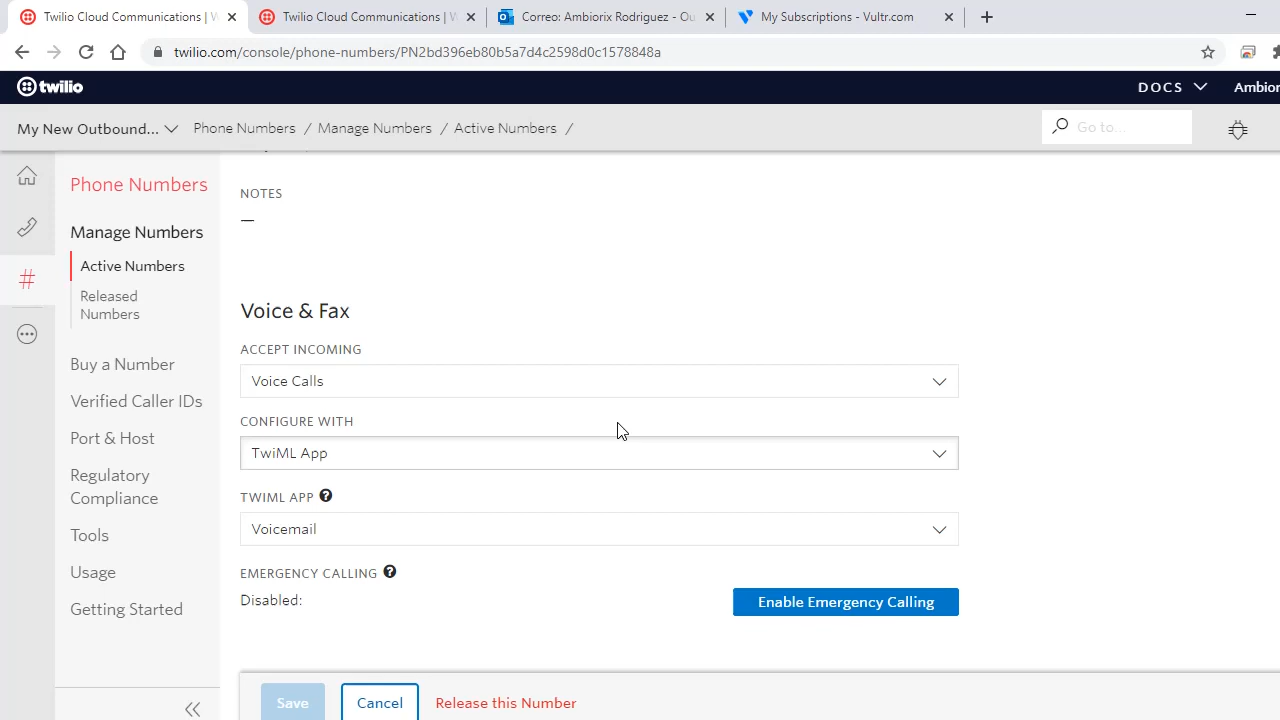 Twilio Cloud Communications | W
Twilio Cloud Communications | W
Correo: Ambiorix Rodriguez - Ou
My Subscriptions - Vultr.com
twilio.com/console/phone-numbers/PN2bd396eb80b5a7d4c2598d0c1578848a
twilio
DOCS
Ambior
My New Outbound...
Phone Numbers / Manage Numbers / Active Numbers /
Go to...
Phone Numbers
Manage Numbers
Active Numbers
Released
Numbers
Buy a Number
Verified Caller IDs
Port & Host
Regulatory
Compliance
Tools
Usage
Getting Started
NOTES
—
Voice & Fax
ACCEPT INCOMING
Voice Calls
CONFIGURE WITH
TwiML App
TWIML APP ?
Voicemail
EMERGENCY CALLING ?
Disabled:
Enable Emergency Calling
Save
Cancel
Release this Number